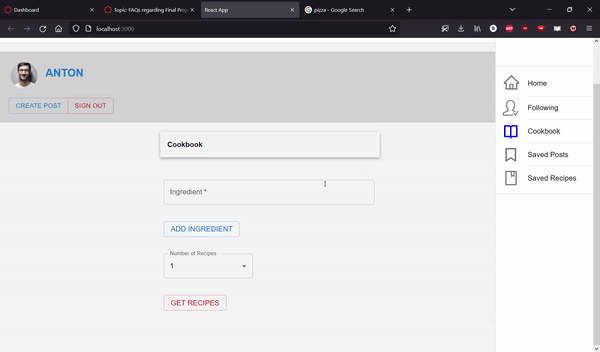 Dashboard
Topic: FAQs regarding Final Proj
React App
pizza - Google Search
localhost:3000
ANTON
CREATE POST
SIGN OUT
Home
Following
Cookbook
Saved Posts
Saved Recipes
Cookbook
Ingredient *
ADD INGREDIENT
Number of Recipes
1
GET RECIPES